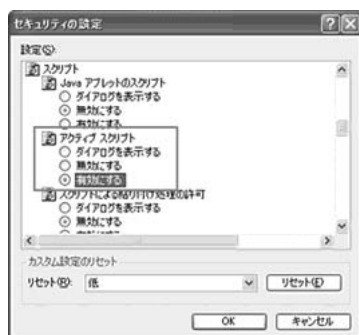 セキュリティの設定
設定(S):
スクリプト
Java アプレットのスクリプト
ダイアログを表示する
無効にする
有効にする
アクティブ スクリプト
ダイアログを表示する
無効にする
有効にする
スクリプトによる貼り付け処理の許可
ダイアログを表示する
無効にする
カスタム設定のリセット
リセット(R): 低 リセット(E)
OK キャンセル